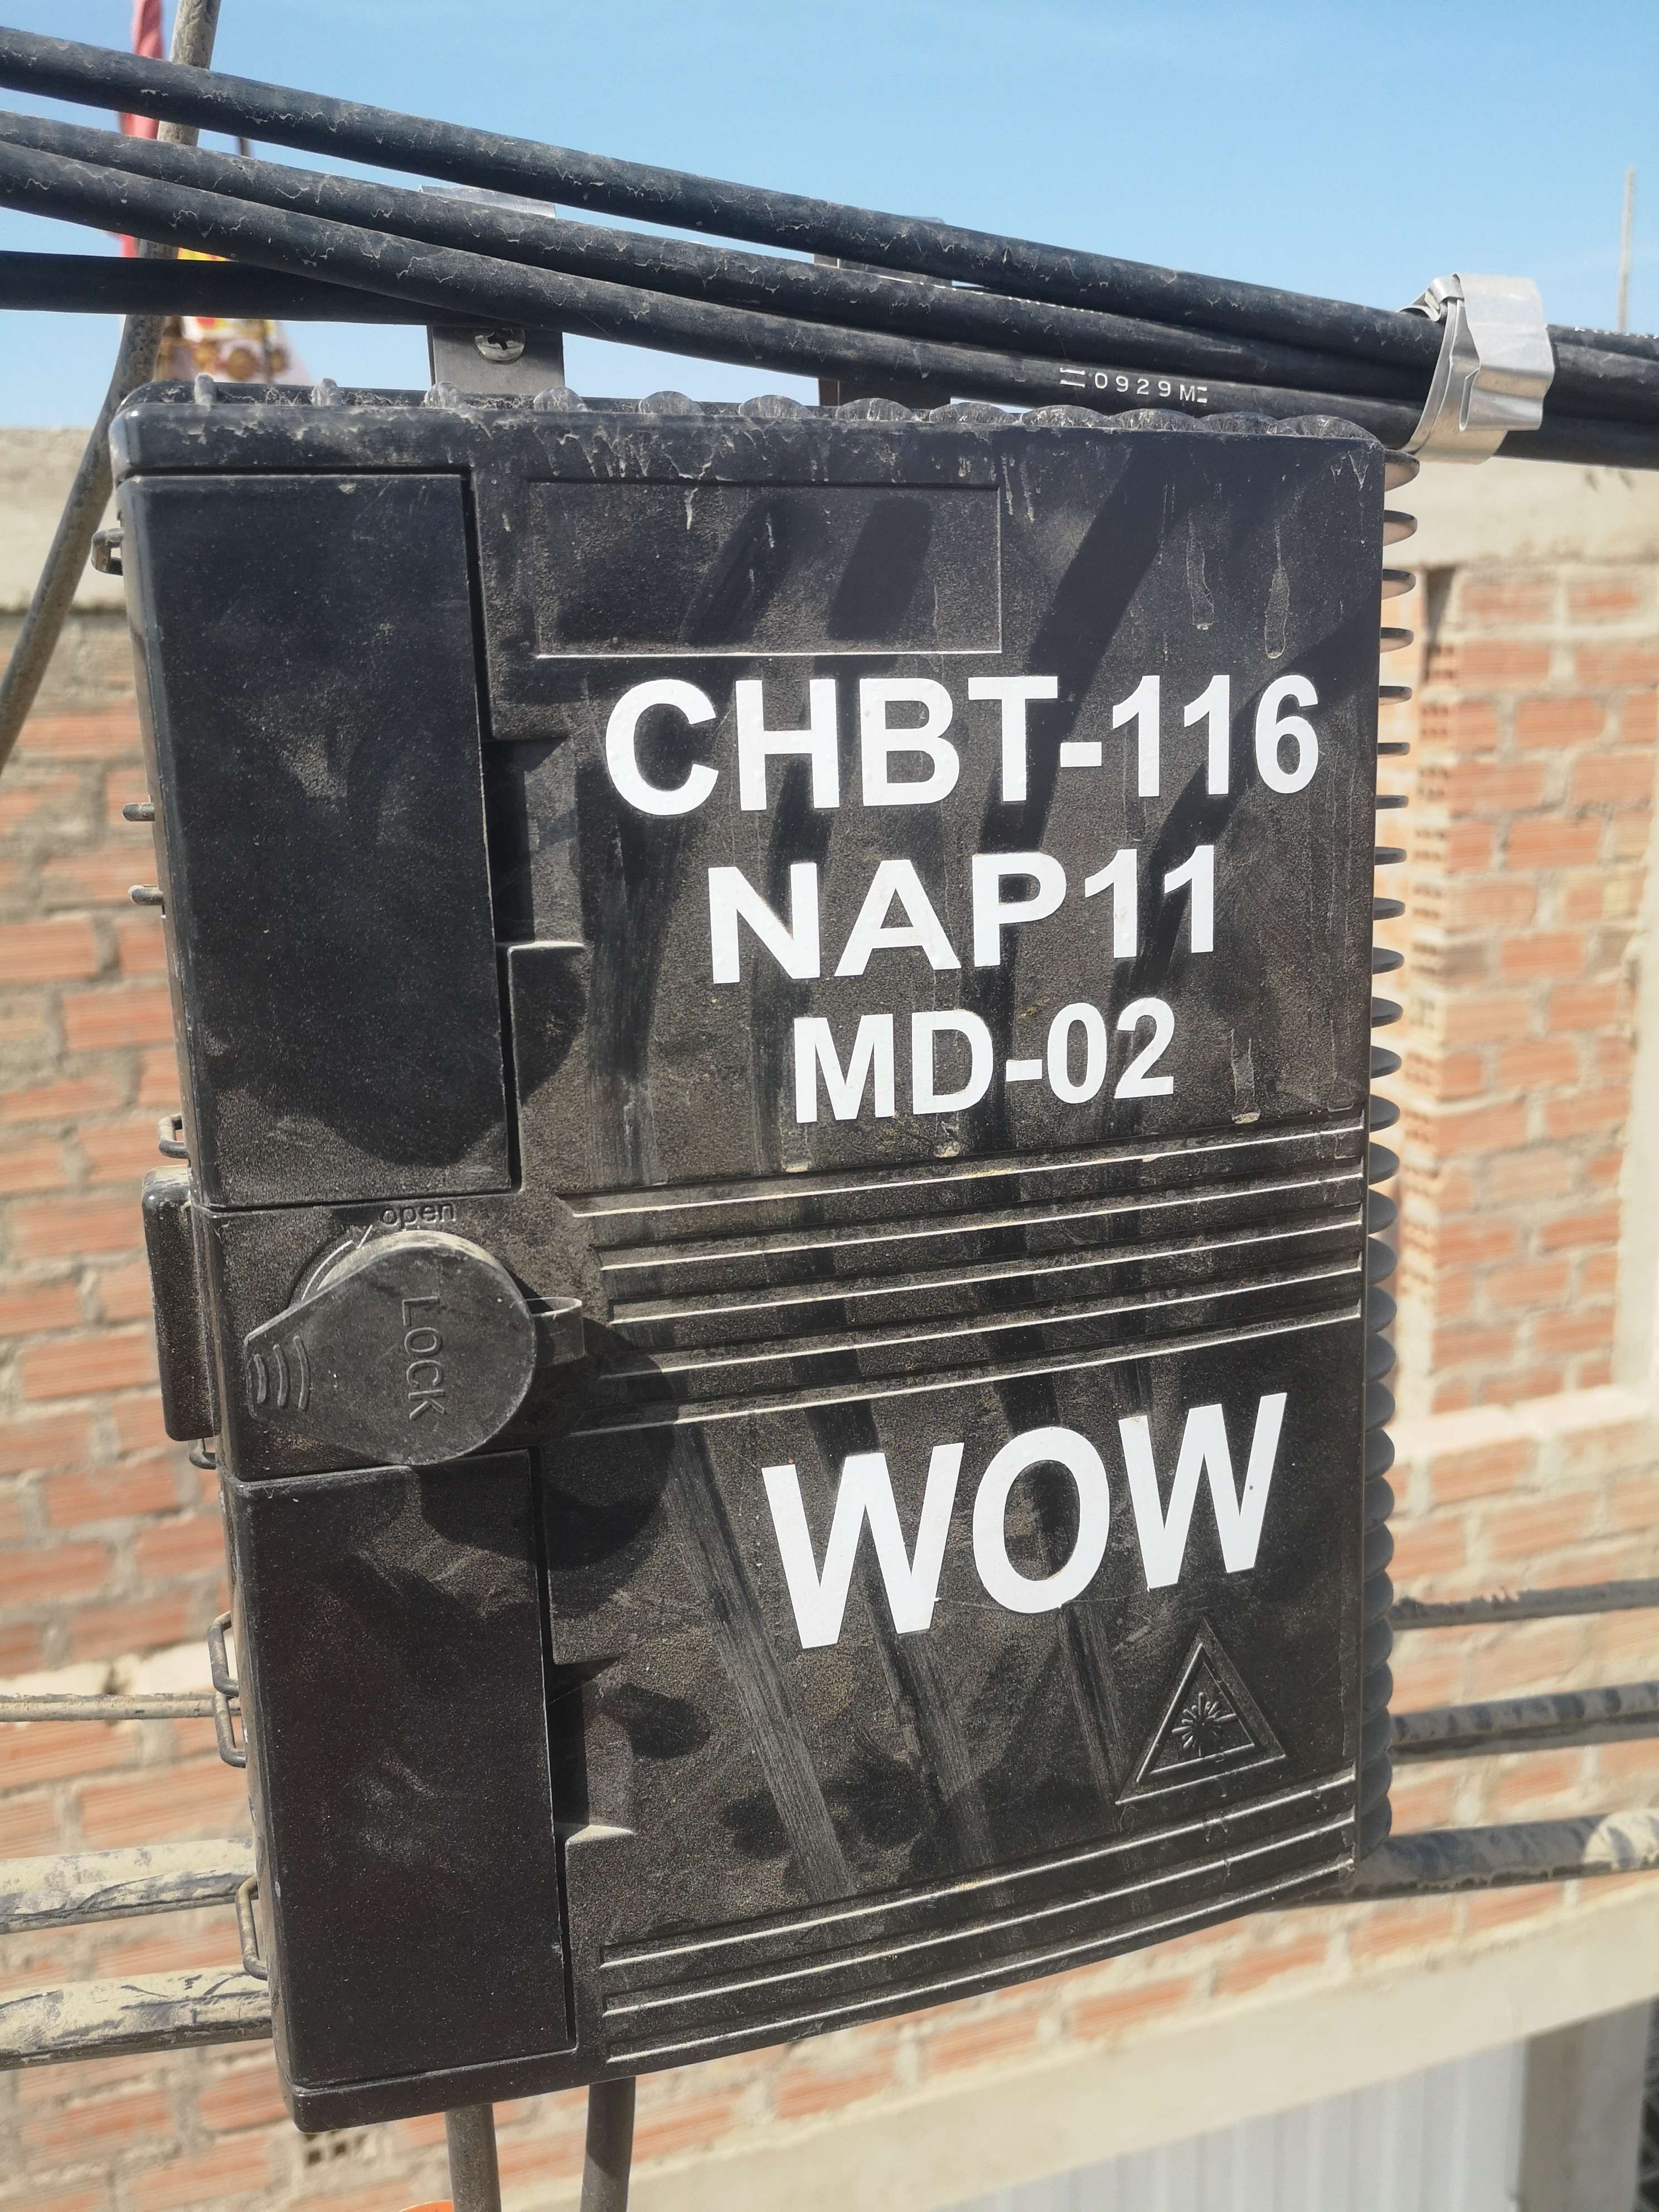 0929M
CHBT-116
NAP11
MD-02
open
LOCK
WOW